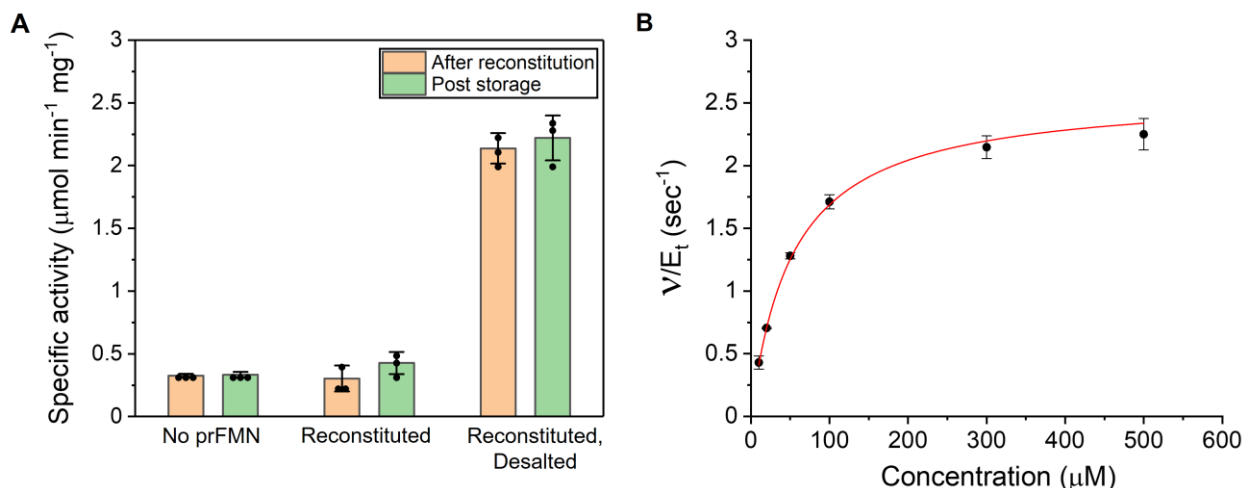 A
Specific activity (μmol min⁻¹ mg⁻¹)
3
2.5
2
1.5
1
0.5
0
After reconstitution
Post storage
No prFMN
Reconstituted
Reconstituted,
Desalted
B
ν/Eₜ (sec⁻¹)
3
2.5
2
1.5
1
0.5
0
0
100
200
300
400
500
600
Concentration (μM)